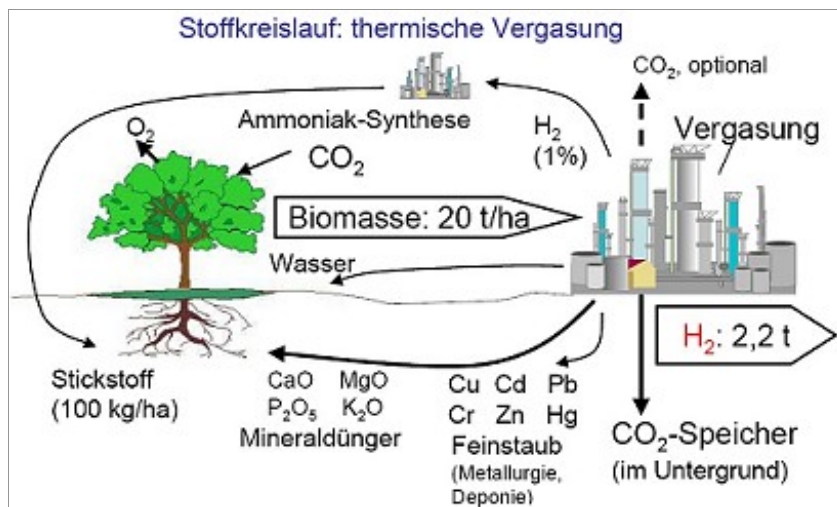 Stoffkreislauf: thermische Vergasung
CO₂, optional
Ammoniak-Synthese
H₂
(1%)
Vergasung
O₂
CO₂
Biomasse: 20 t/ha
Wasser
H₂: 2,2 t
Stickstoff
(100 kg/ha)
CaO MgO
P₂O₅ K₂O
Mineraldünger
Cu Cd Pb
Cr Zn Hg
Feinstaub
(Metallurgie,
Deponie)
CO₂-Speicher
(im Untergrund)